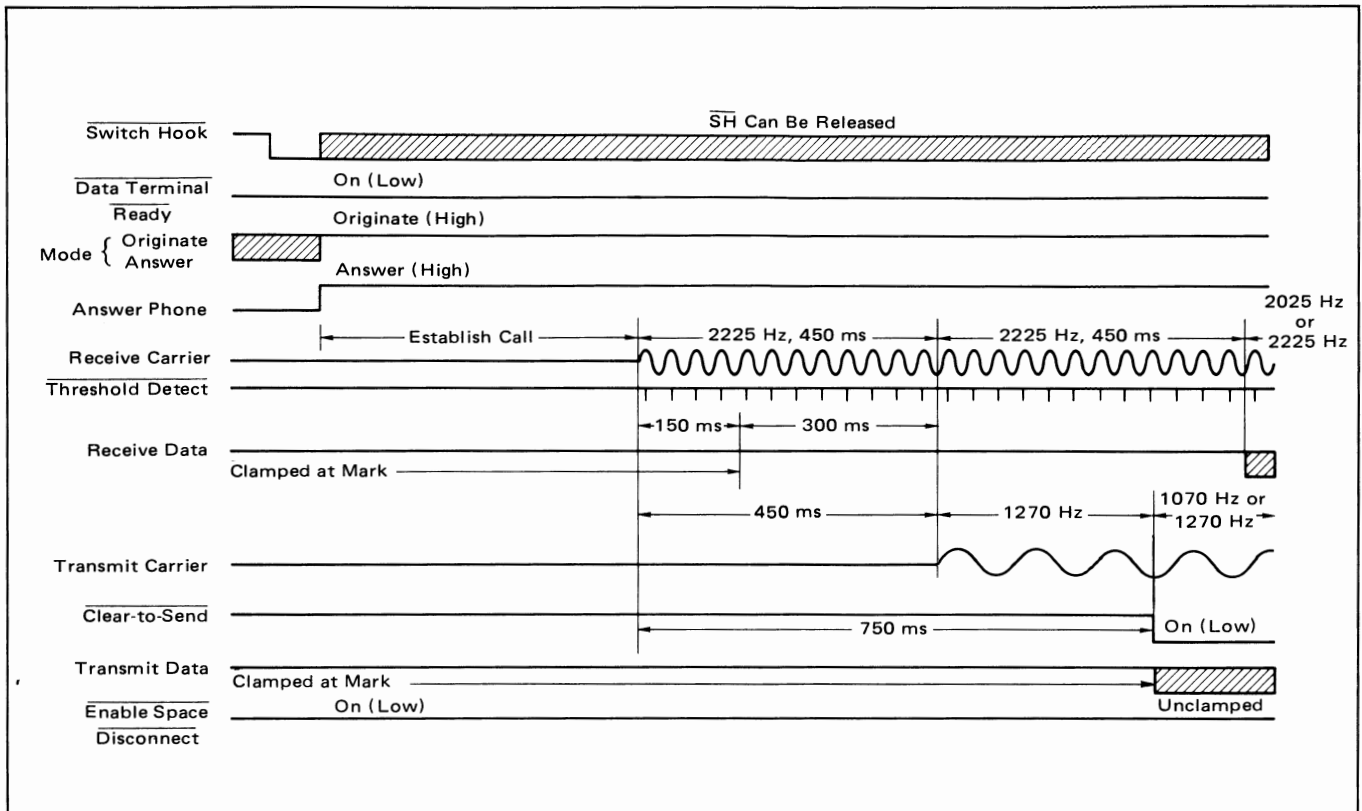 SH Can Be Released
Switch Hook
On (Low)
Data Terminal
Ready
Originate (High)
Mode { Originate
Answer
Answer (High)
Answer Phone
2025 Hz
or
2225 Hz
Establish Call
2225 Hz, 450 ms
2225 Hz, 450 ms
Receive Carrier
Threshold Detect
150 ms
300 ms
Receive Data
Clamped at Mark
450 ms
1270 Hz
1070 Hz or
1270 Hz
Transmit Carrier
Clear-to-Send
750 ms
On (Low)
Transmit Data
Clamped at Mark
Unclamped
Enable Space
Disconnect
On (Low)